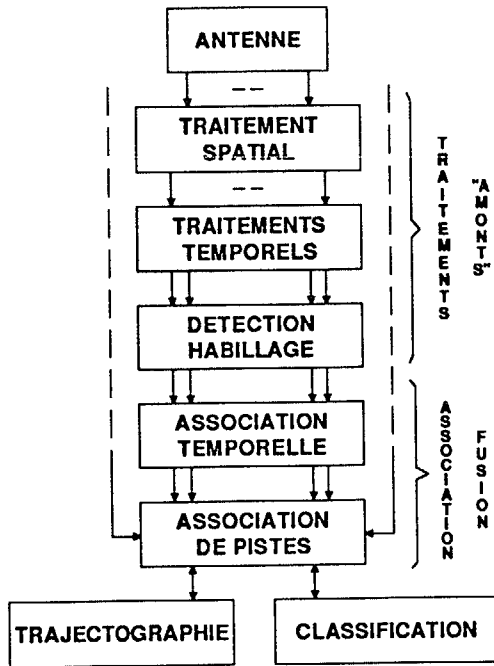 ANTENNE
TRAITEMENT
SPATIAL
TRAITEMENTS
TEMPORELS
DETECTION
HABILLAGE
ASSOCIATION
TEMPORELLE
ASSOCIATION
DE PISTES
TRAJECTOGRAPHIE
CLASSIFICATION
TRAITEMENTS
"AMONTS"
ASSOCIATION
FUSION